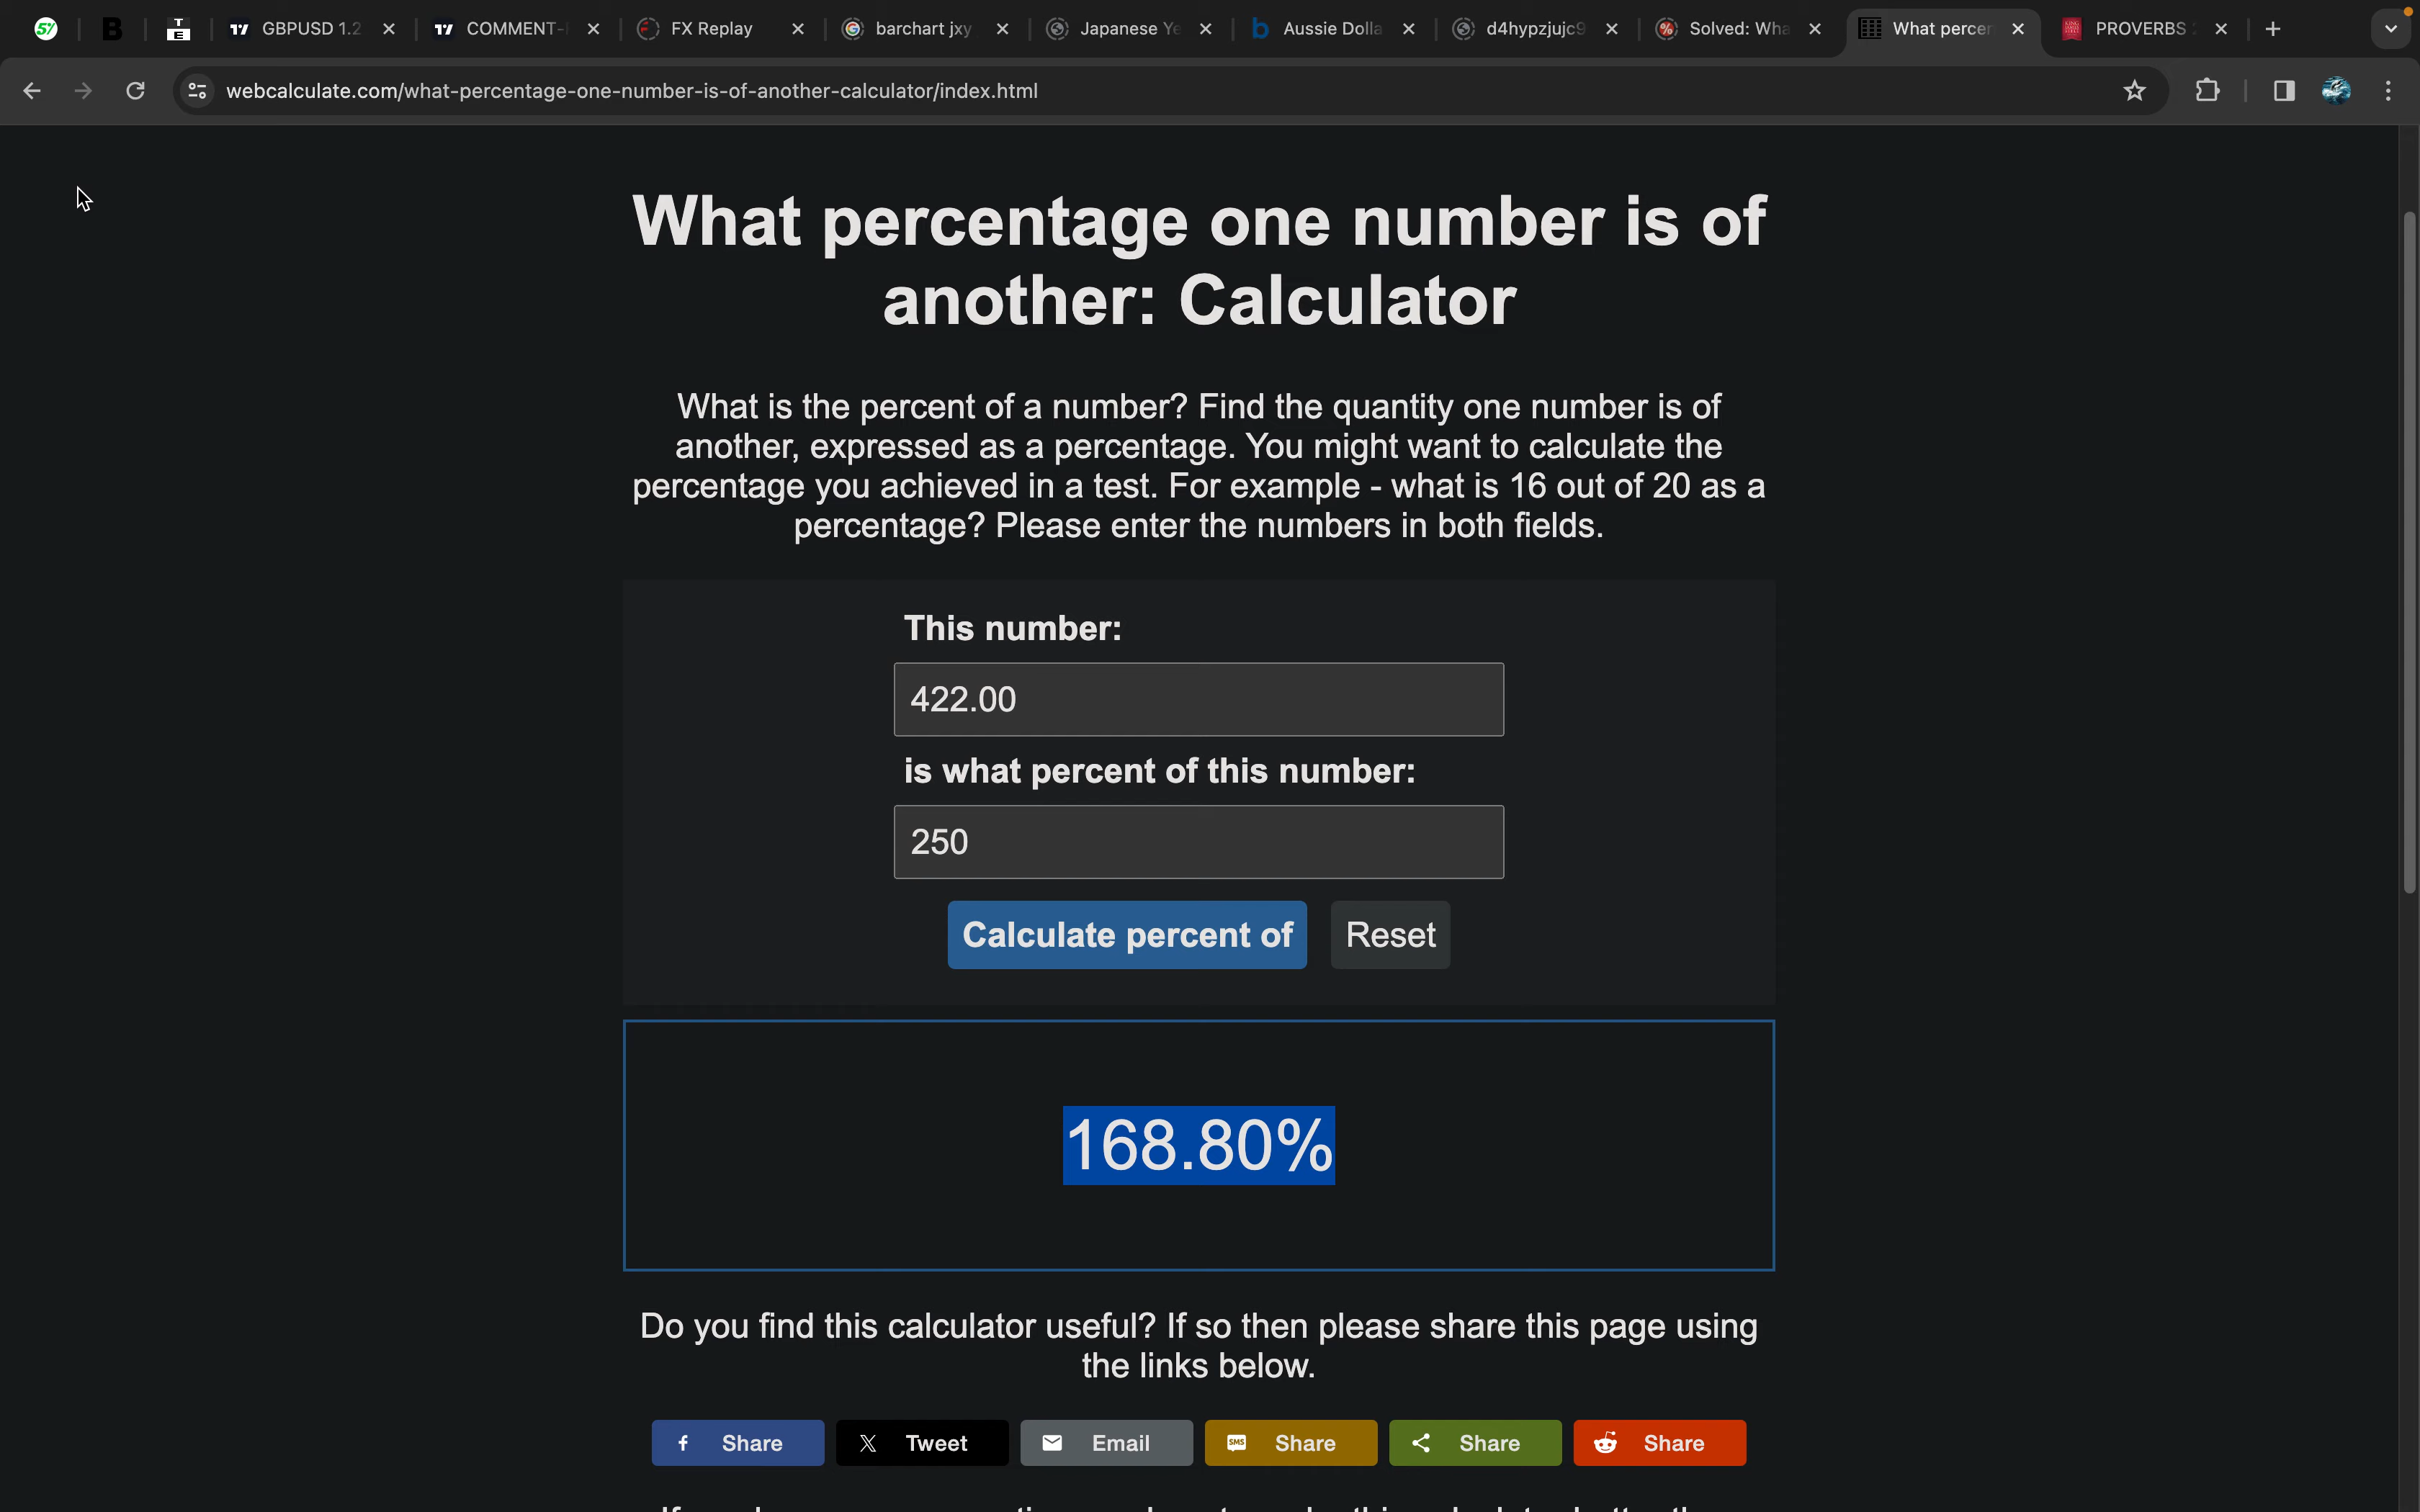 GBPUSD 1.2
COMMENT-
FX Replay
barchart jxy
Japanese Ye
Aussie Dolla
d4hypzjujc9
Solved: Wha
What percen
PROVERBS
webcalculate.com/what-percentage-one-number-is-of-another-calculator/index.html
What percentage one number is of
another: Calculator
What is the percent of a number? Find the quantity one number is of
another, expressed as a percentage. You might want to calculate the
percentage you achieved in a test. For example - what is 16 out of 20 as a
percentage? Please enter the numbers in both fields.
This number:
422.00
is what percent of this number:
250
Calculate percent of
Reset
168.80%
Do you find this calculator useful? If so then please share this page using
the links below.
Share
Tweet
Email
SMS Share
Share
Share